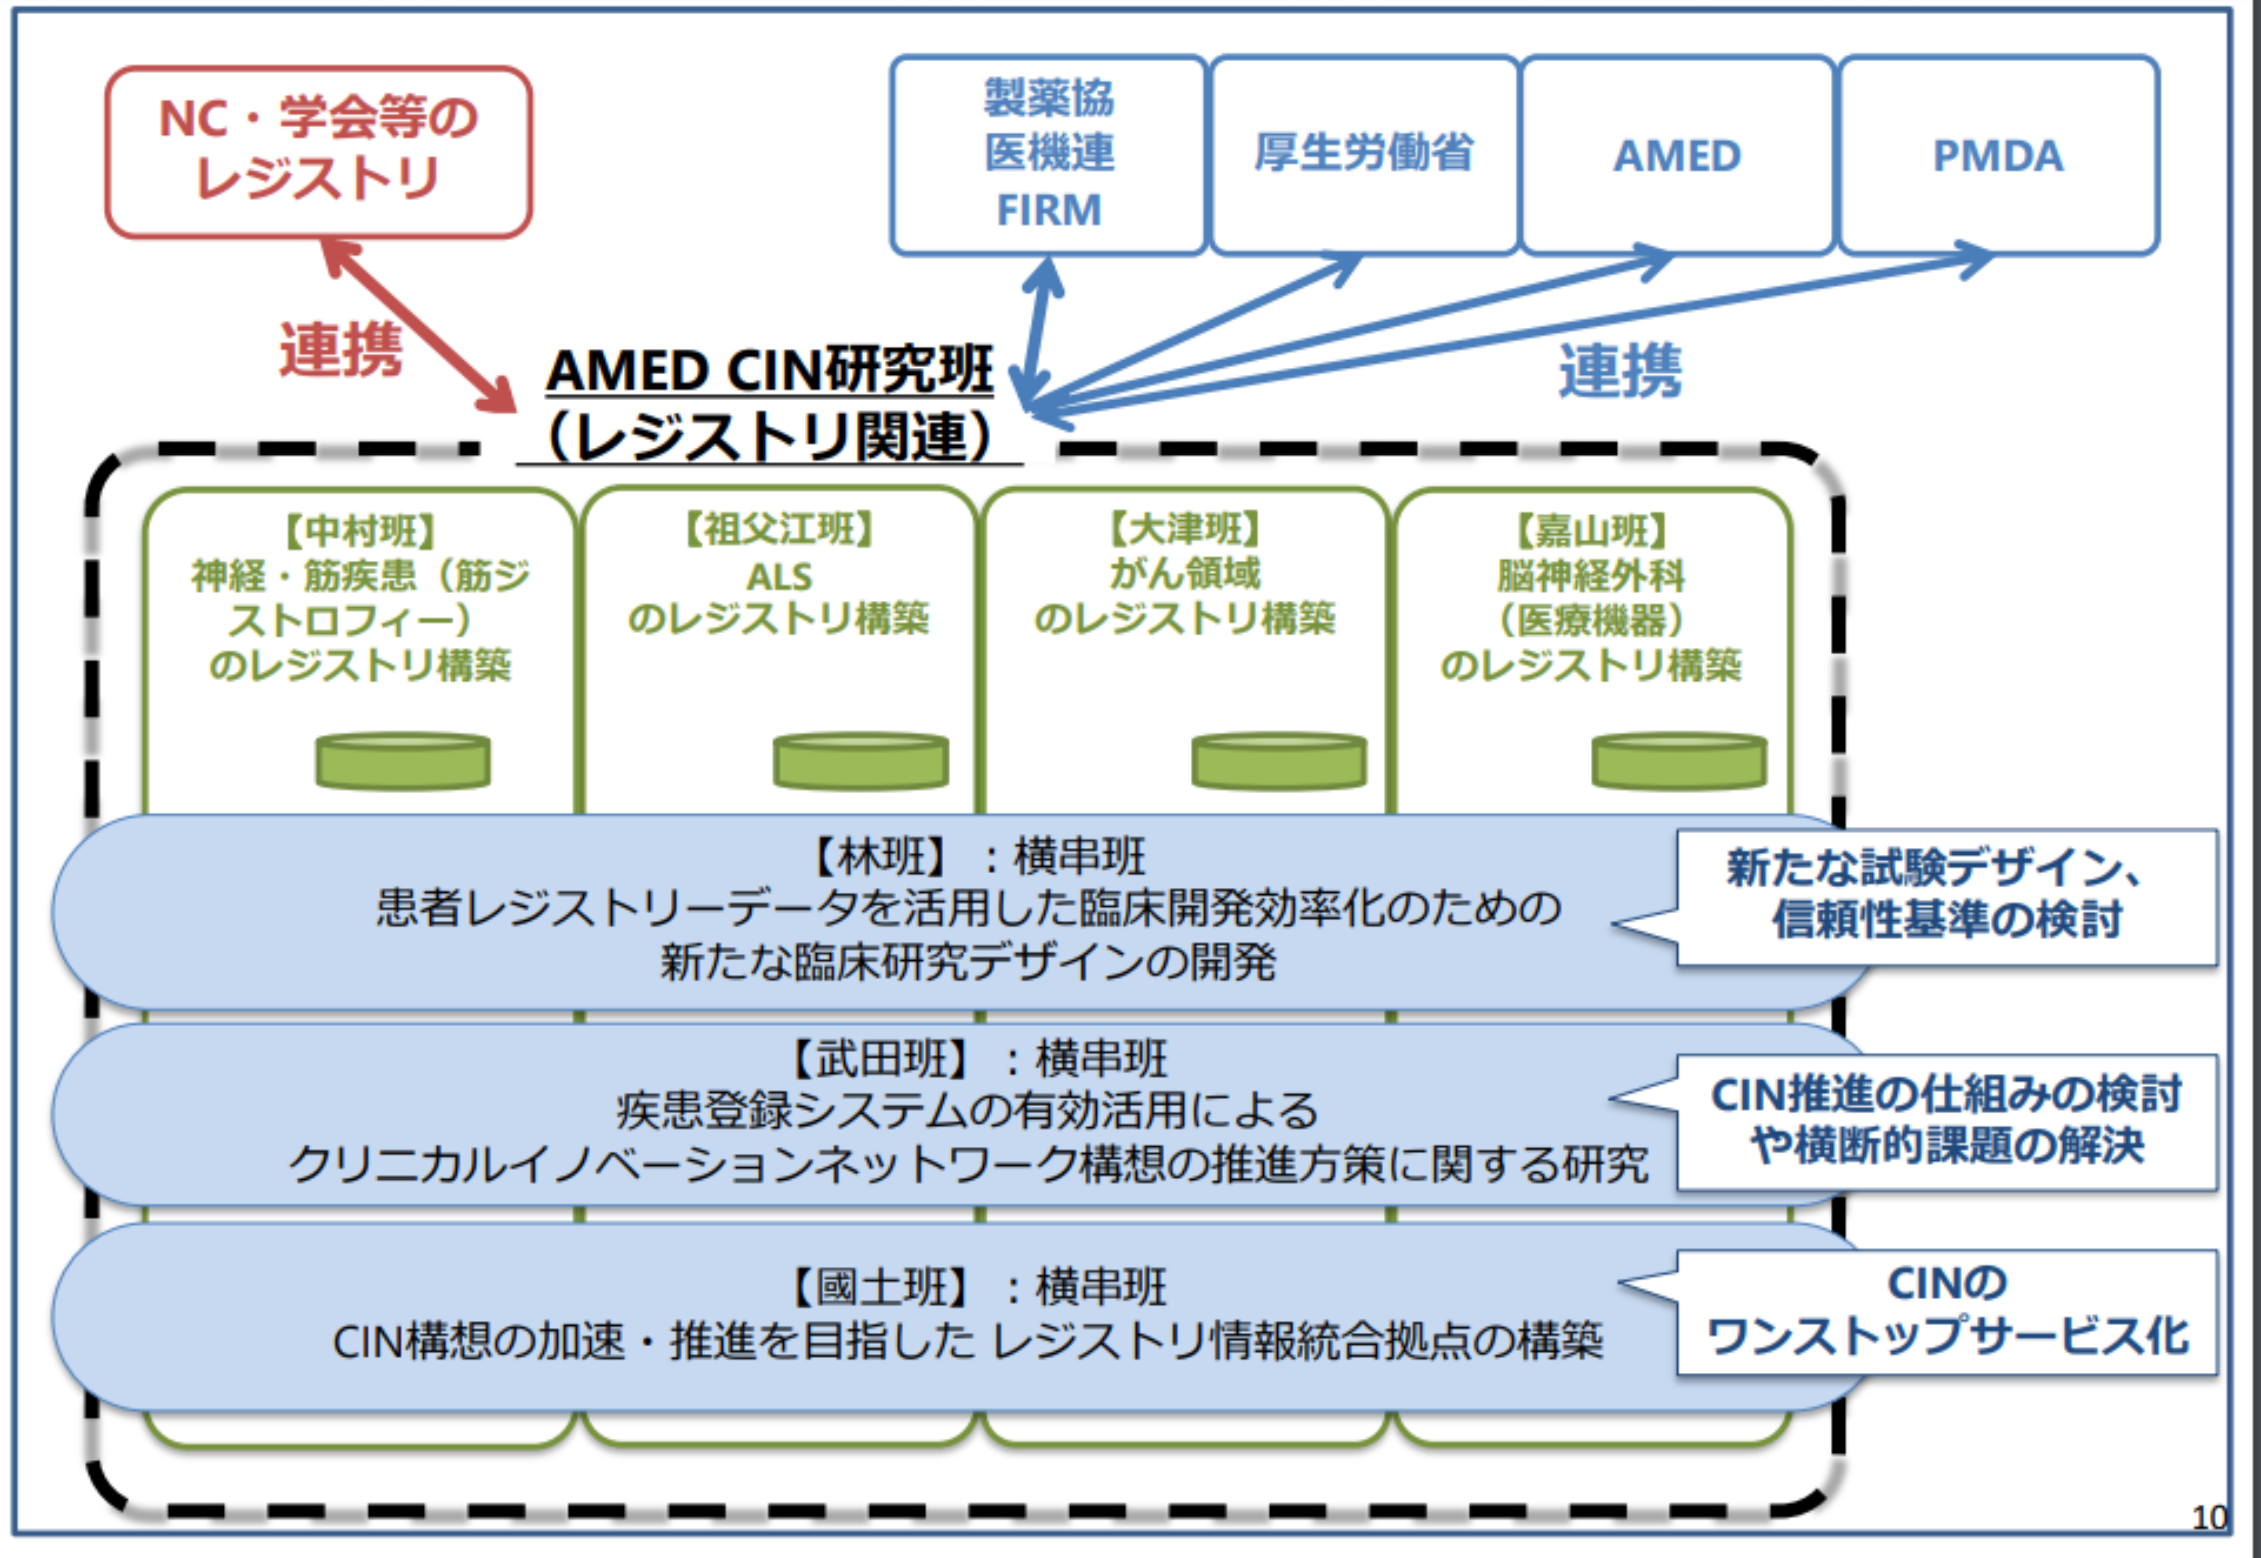 NC・学会等の
レジストリ
製薬協
医機連
FIRM
厚生労働省
AMED
PMDA
連携
連携
AMED CIN研究班
（レジストリ関連）
【中村班】
神経・筋疾患（筋ジ
ストロフィー）
のレジストリ構築
【祖父江班】
ALS
のレジストリ構築
【大津班】
がん領域
のレジストリ構築
【嘉山班】
脳神経外科
（医療機器）
のレジストリ構築
【林班】：横串班
患者レジストリーデータを活用した臨床開発効率化のための
新たな臨床研究デザインの開発
新たな試験デザイン、
信頼性基準の検討
【武田班】：横串班
疾患登録システムの有効活用による
クリニカルイノベーションネットワーク構想の推進方策に関する研究
CIN推進の仕組みの検討
や横断的課題の解決
【國土班】：横串班
CIN構想の加速・推進を目指した レジストリ情報統合拠点の構築
CINの
ワンストップサービス化
10